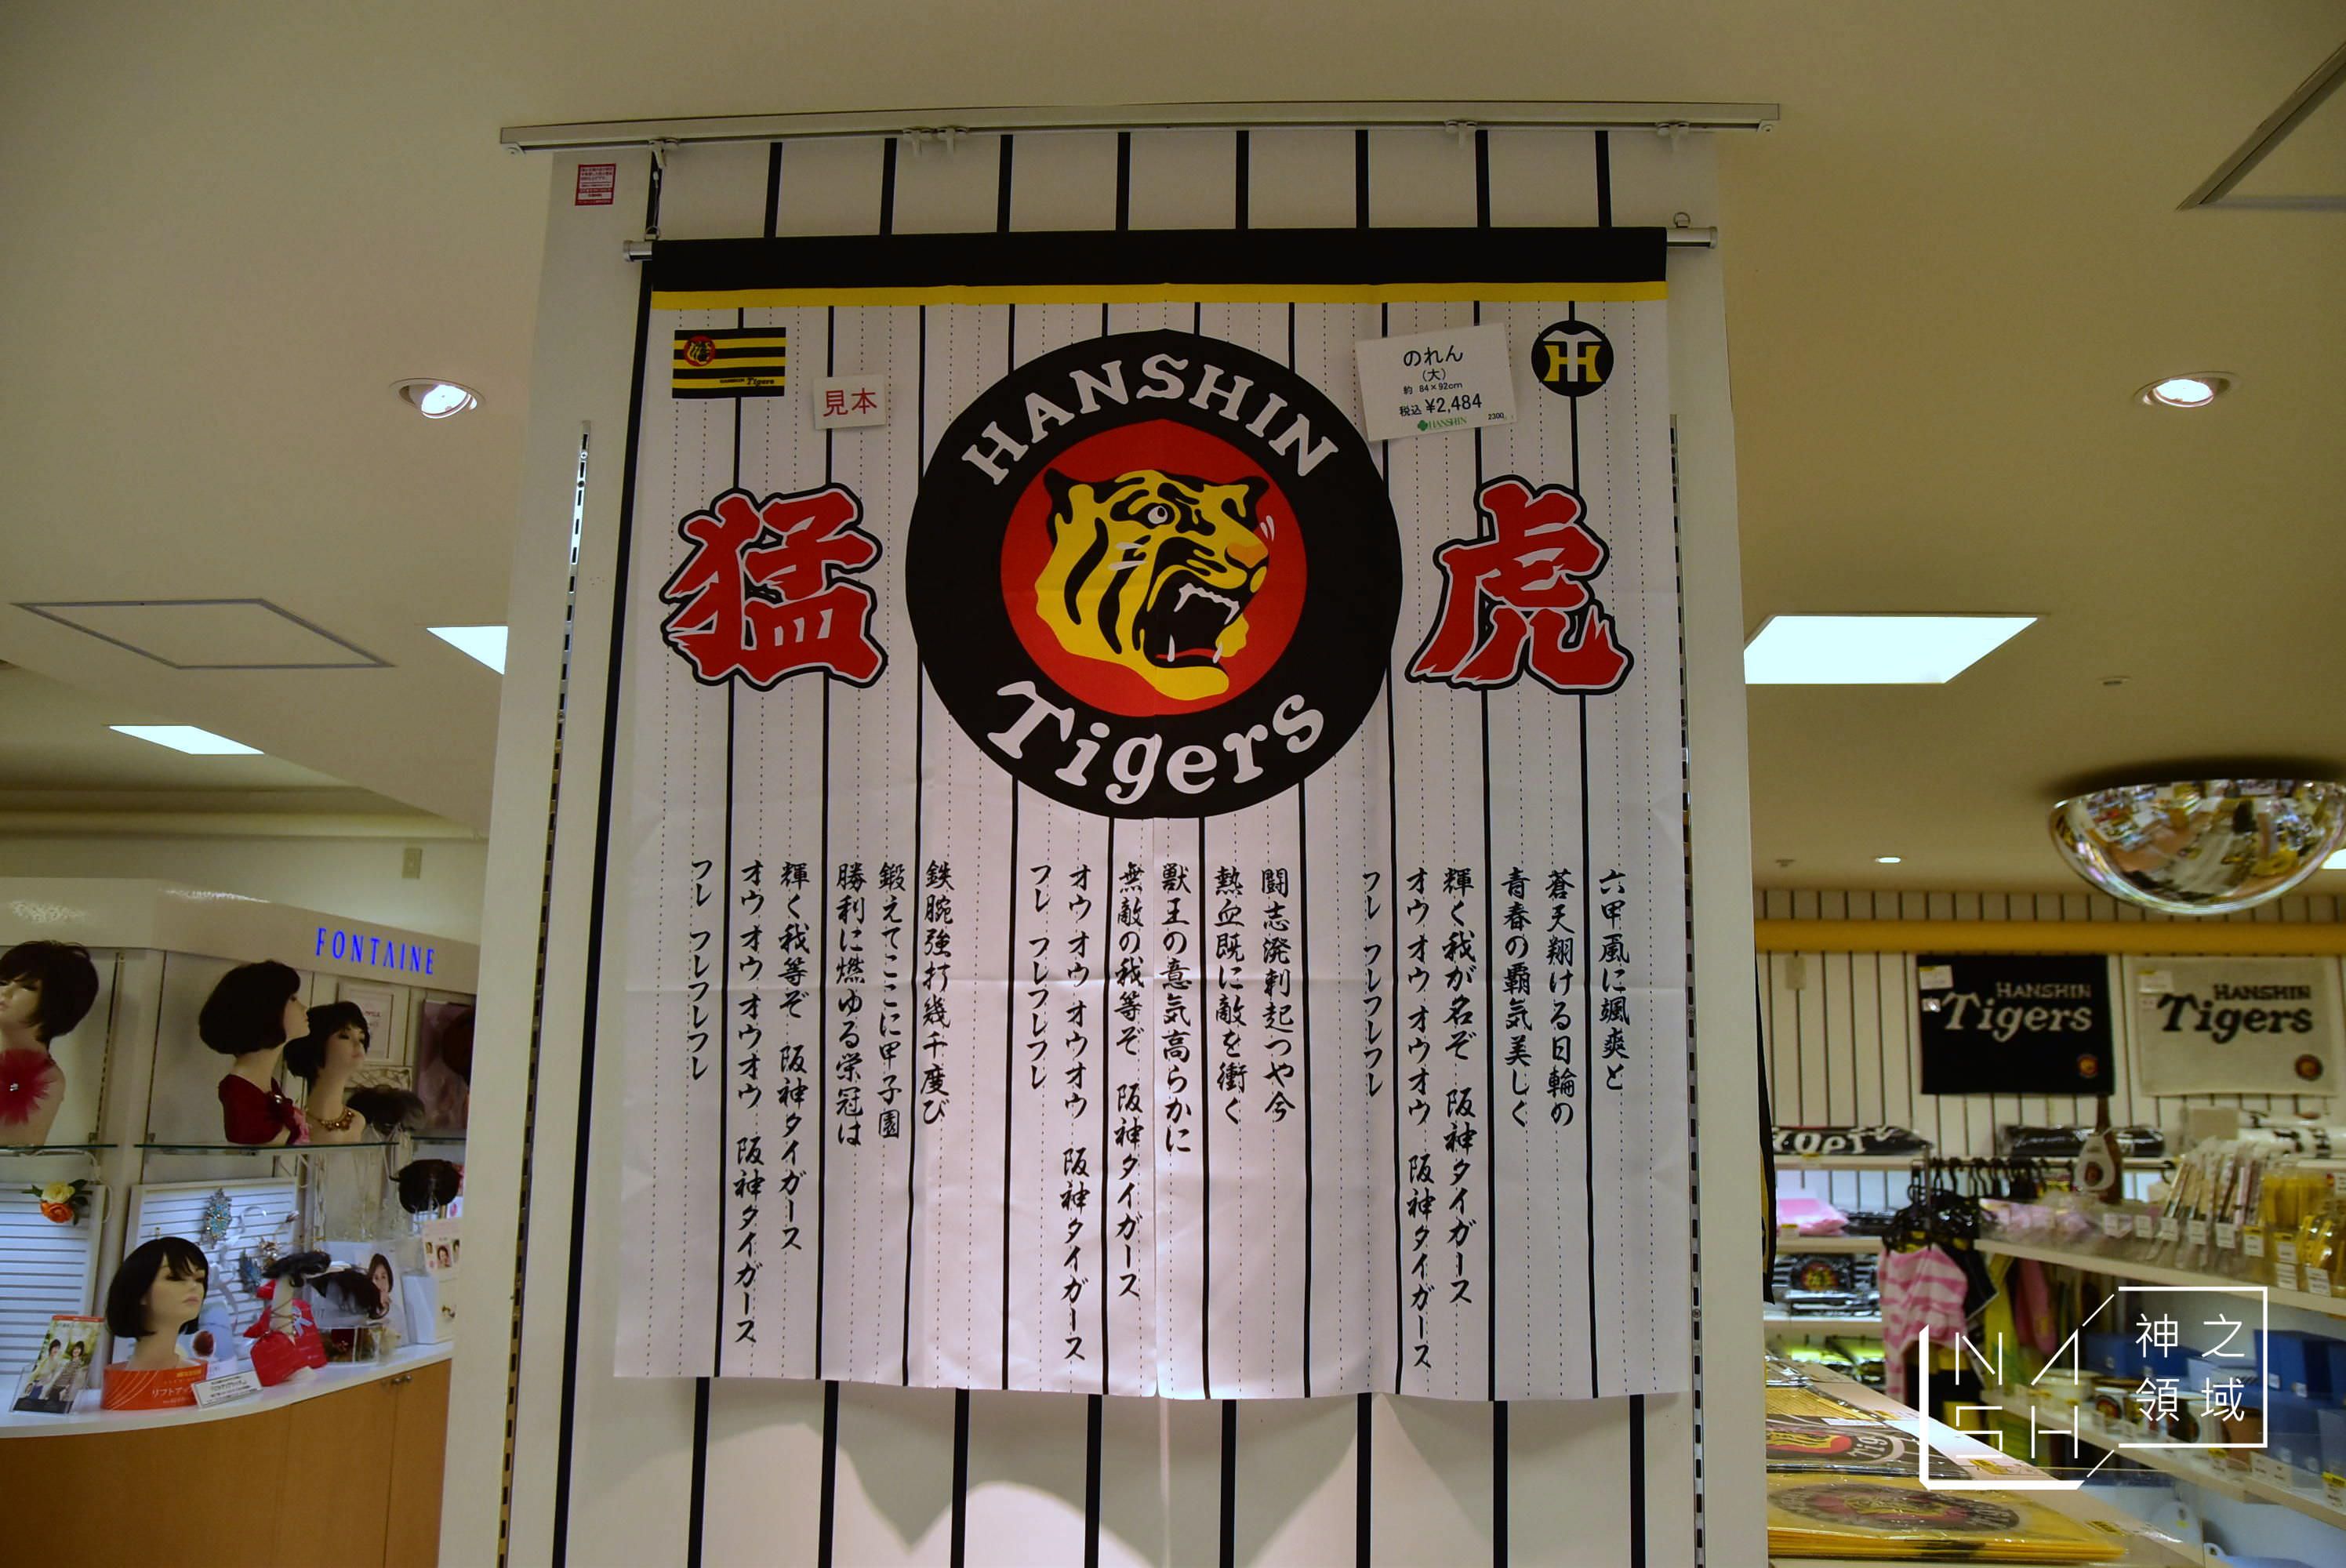 HANSHIN
Tigers
猛虎
見本
のれん
(大)
約 84×92cm
税込 ¥2,484
HANSHIN 2300
Tigers
六甲颪に颯爽と
蒼天翔ける日輪の
青春の覇気美しく
輝く我が名ぞ 阪神タイガース
オウ オウ オウオウ 阪神タイガース
フレ フレフレフレ
闘志溌剌起つや今
熱血既に敵を衝く
獣王の意気高らかに
無敵の我等ぞ 阪神タイガース
オウ オウ オウオウ 阪神タイガース
フレ フレフレフレ
鉄腕強打幾千度び
鍛えてここに甲子園
勝利に燃ゆる栄冠は
輝く我等ぞ 阪神タイガース
オウ オウ オウオウ 阪神タイガース
フレ フレフレフレ
FONTAINE
HANSHIN
Tigers
HANSHIN
Tigers
NASH
神之
領域